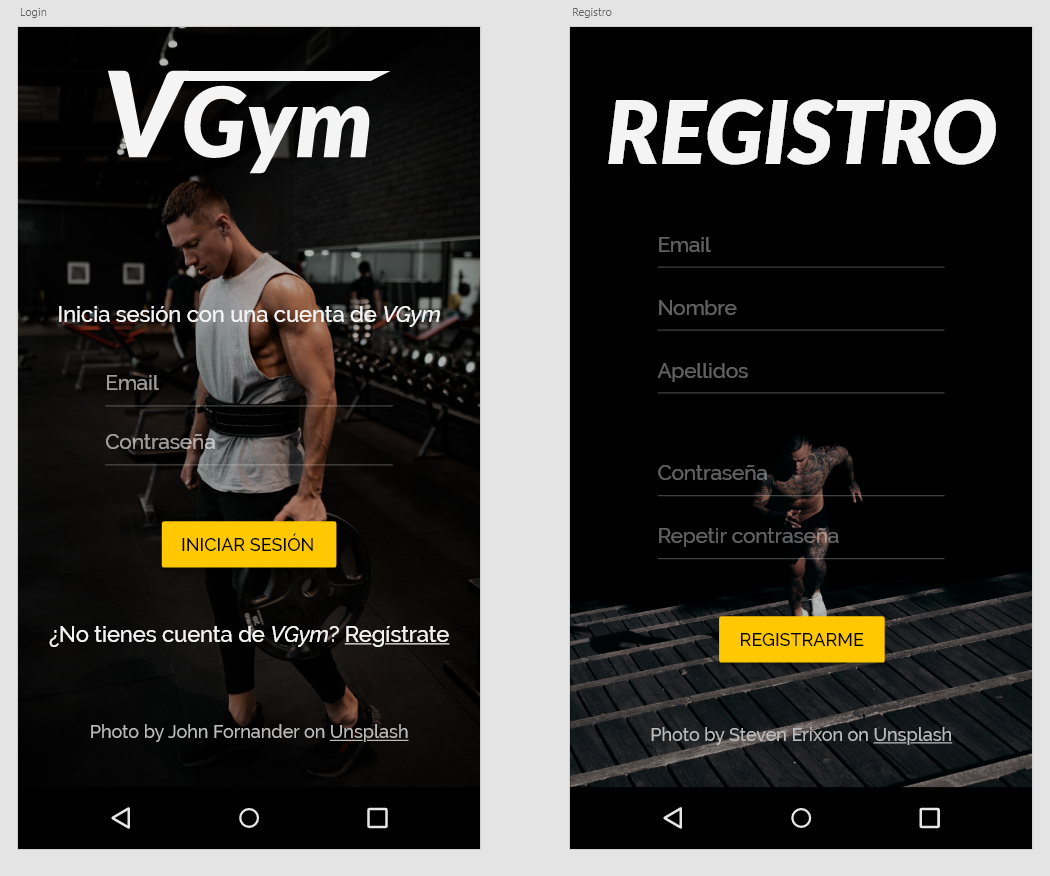 Login
VGym
Inicia sesión con una cuenta de VGym
Email
Contraseña
INICIAR SESIÓN
¿No tienes cuenta de VGym? Regístrate
Photo by John Fornander on Unsplash
Registro
REGISTRO
Email
Nombre
Apellidos
Contraseña
Repetir contraseña
REGISTRARME
Photo by Steven Erixon on Unsplash